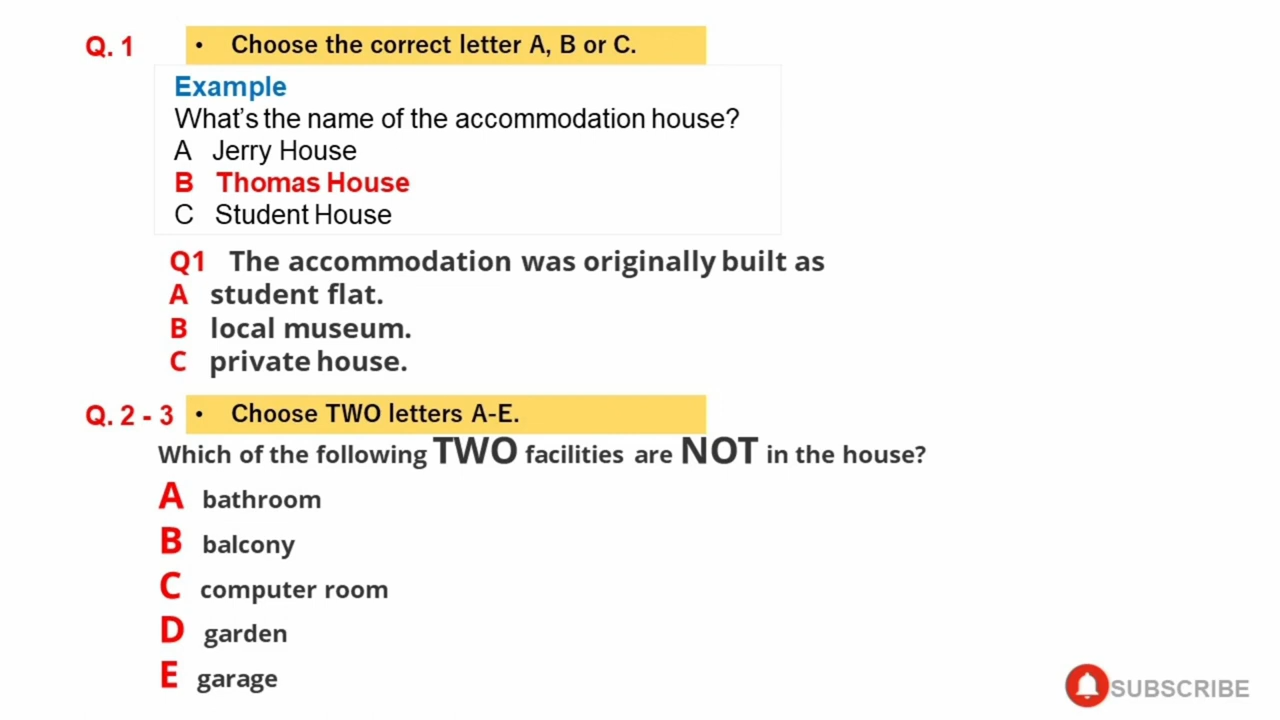 Q. 1 • Choose the correct letter A, B or C.
Example
What's the name of the accommodation house?
A Jerry House
B Thomas House
C Student House
Q1 The accommodation was originally built as
A student flat.
B local museum.
C private house.
Q. 2 - 3 • Choose TWO letters A-E.
Which of the following TWO facilities are NOT in the house?
A bathroom
B balcony
C computer room
D garden
E garage
SUBSCRIBE